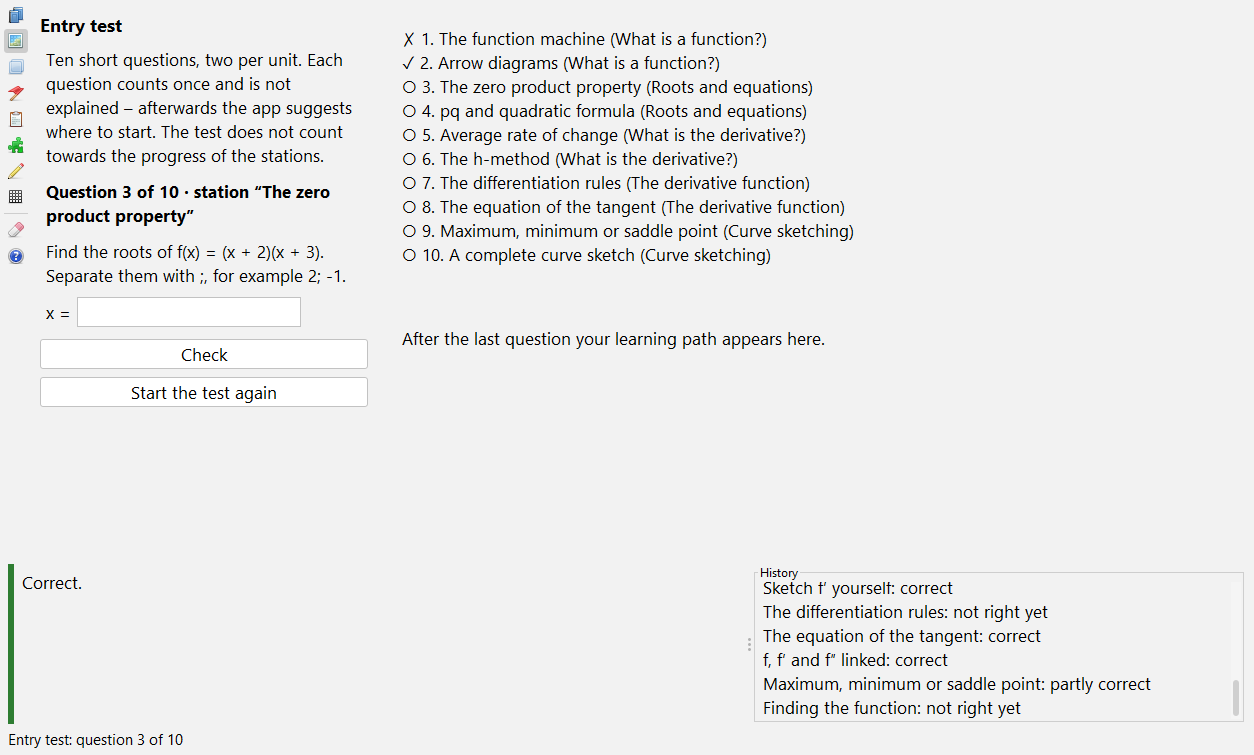 Entry test
Ten short questions, two per unit. Each
question counts once and is not
explained – afterwards the app suggests
where to start. The test does not count
towards the progress of the stations.
Question 3 of 10 · station “The zero
product property”
Find the roots of f(x) = (x + 2)(x + 3).
Separate them with ;, for example 2; -1.
x =
Check
Start the test again
✗ 1. The function machine (What is a function?)
✓ 2. Arrow diagrams (What is a function?)
○ 3. The zero product property (Roots and equations)
○ 4. pq and quadratic formula (Roots and equations)
○ 5. Average rate of change (What is the derivative?)
○ 6. The h-method (What is the derivative?)
○ 7. The differentiation rules (The derivative function)
○ 8. The equation of the tangent (The derivative function)
○ 9. Maximum, minimum or saddle point (Curve sketching)
○ 10. A complete curve sketch (Curve sketching)
After the last question your learning path appears here.
Correct.
History
Sketch f′ yourself: correct
The differentiation rules: not right yet
The equation of the tangent: correct
f, f′ and f″ linked: correct
Maximum, minimum or saddle point: partly correct
Finding the function: not right yet
Entry test: question 3 of 10